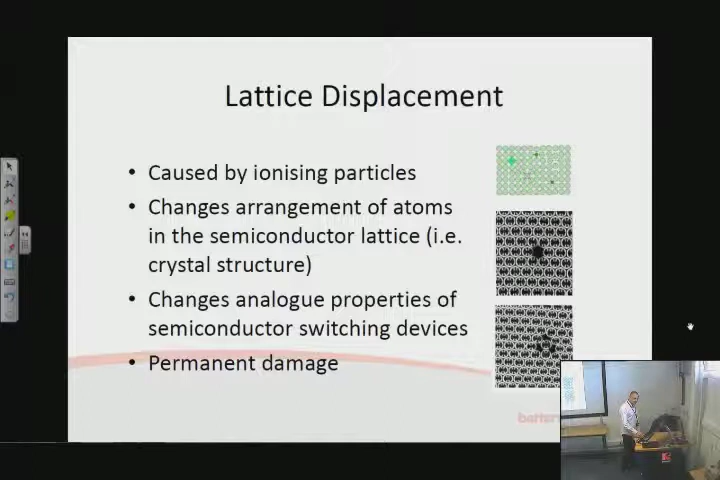 Lattice Displacement
• Caused by ionising particles
• Changes arrangement of atoms
in the semiconductor lattice (i.e.
crystal structure)
• Changes analogue properties of
semiconductor switching devices
• Permanent damage